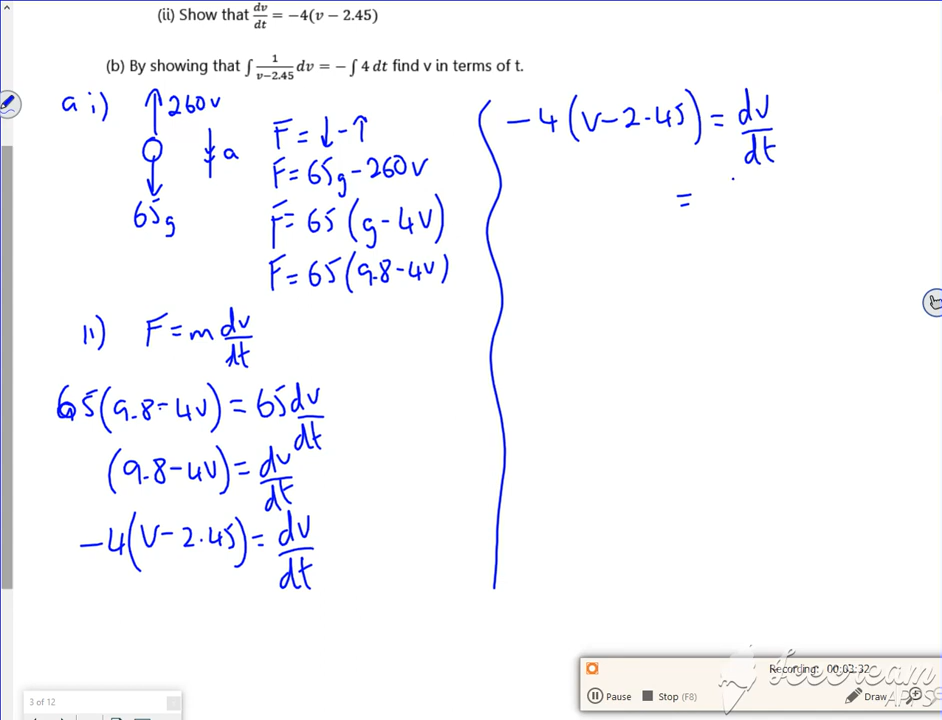 (ii) Show that dv/dt = −4(v − 2.45)
(b) By showing that ∫ 1/(v−2.45) dv = − ∫ 4 dt find v in terms of t.
a i) ↑260v
↓a
65g
F = ↓-↑
F = 65g - 260v
F = 65(g - 4v)
F = 65(9.8 - 4v)
ii) F = m dv/dt
65(9.8 - 4v) = 65 dv/dt
(9.8 - 4v) = dv/dt
-4(v - 2.45) = dv/dt
-4(v - 2.45) = dv/dt
=
3 of 12
Recording: 00:03:32
Pause Stop (F8) Draw
Icecream
APPS